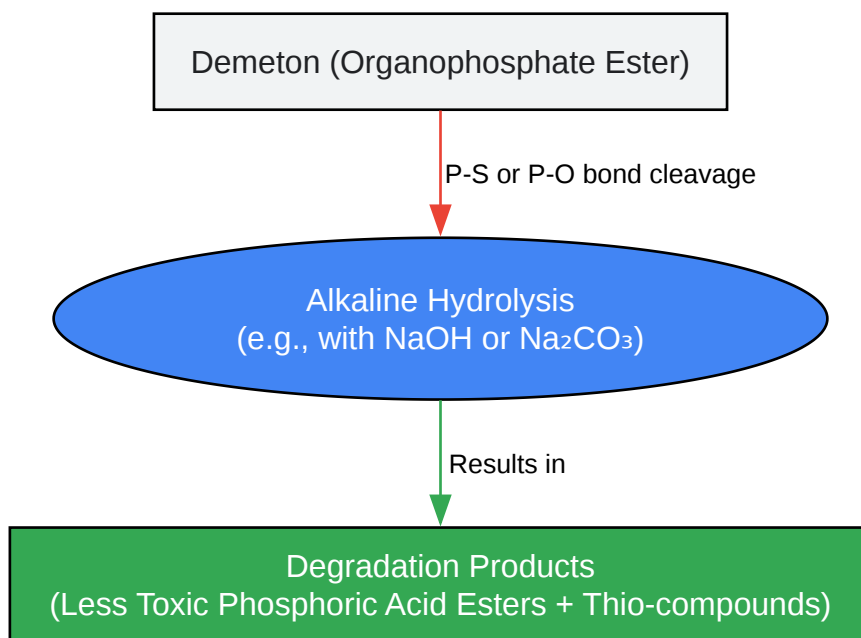 Demeton (Organophosphate Ester)
P-S or P-O bond cleavage
Alkaline Hydrolysis
(e.g., with NaOH or Na₂CO₃)
Results in
Degradation Products
(Less Toxic Phosphoric Acid Esters + Thio-compounds)